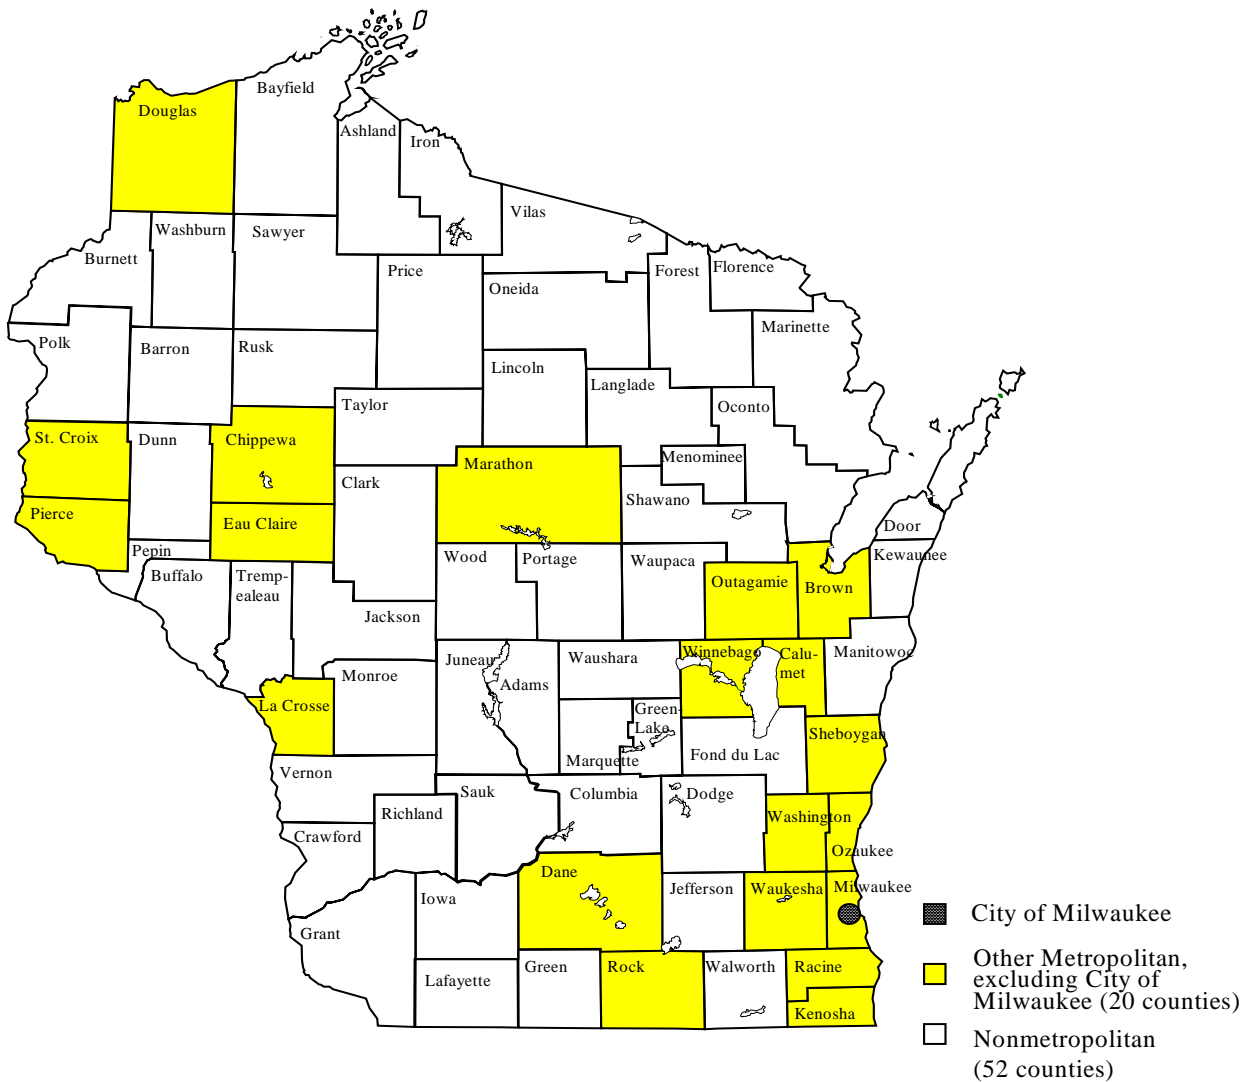 Bayfield
Douglas
Ashland
Iron
Vilas
Washburn
Sawyer
Burnett
Price
Forest
Florence
Oneida
Marinette
Polk
Barron
Rusk
Lincoln
Langlade
Taylor
Oconto
St. Croix
Dunn
Chippewa
Menominee
Marathon
Clark
Shawano
Pierce
Eau Claire
Door
Pepin
Wood
Portage
Waupaca
Kewaunee
Buffalo
Tremp-
ealeau
Outagamie
Brown
Jackson
Juneau
Waushara
Winnebago
Calu-
met
Manitowoc
Monroe
Adams
La Crosse
Green-
Lake
Sheboygan
Marquette
Fond du Lac
Vernon
Sauk
Columbia
Dodge
Richland
Washington
Crawford
Ozaukee
Dane
Jefferson
Waukesha
Milwaukee
Iowa
Grant
Lafayette
Green
Rock
Walworth
Racine
Kenosha
City of Milwaukee
Other Metropolitan,
excluding City of
Milwaukee (20 counties)
Nonmetropolitan
(52 counties)